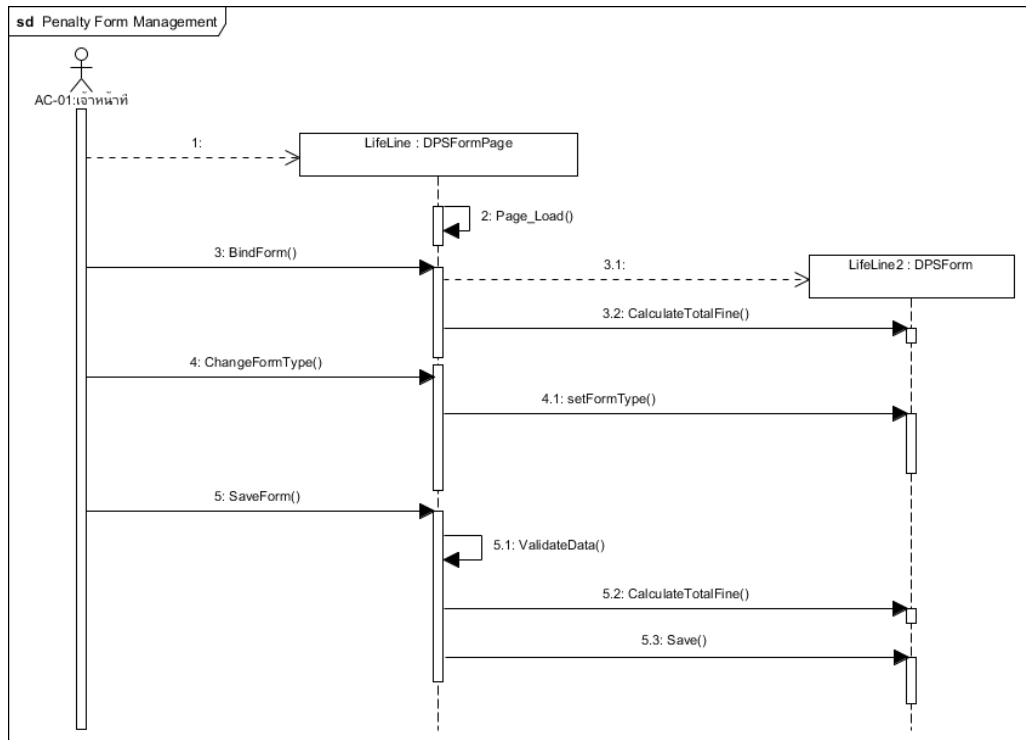 sd Penalty Form Management
AC-01:เจ้าหน้าที่
1:
LifeLine : DPSFormPage
2: Page_Load()
3: BindForm()
3.1:
LifeLine2 : DPSForm
3.2: CalculateTotalFine()
4: ChangeFormType()
4.1: setFormType()
5: SaveForm()
5.1: ValidateData()
5.2: CalculateTotalFine()
5.3: Save()